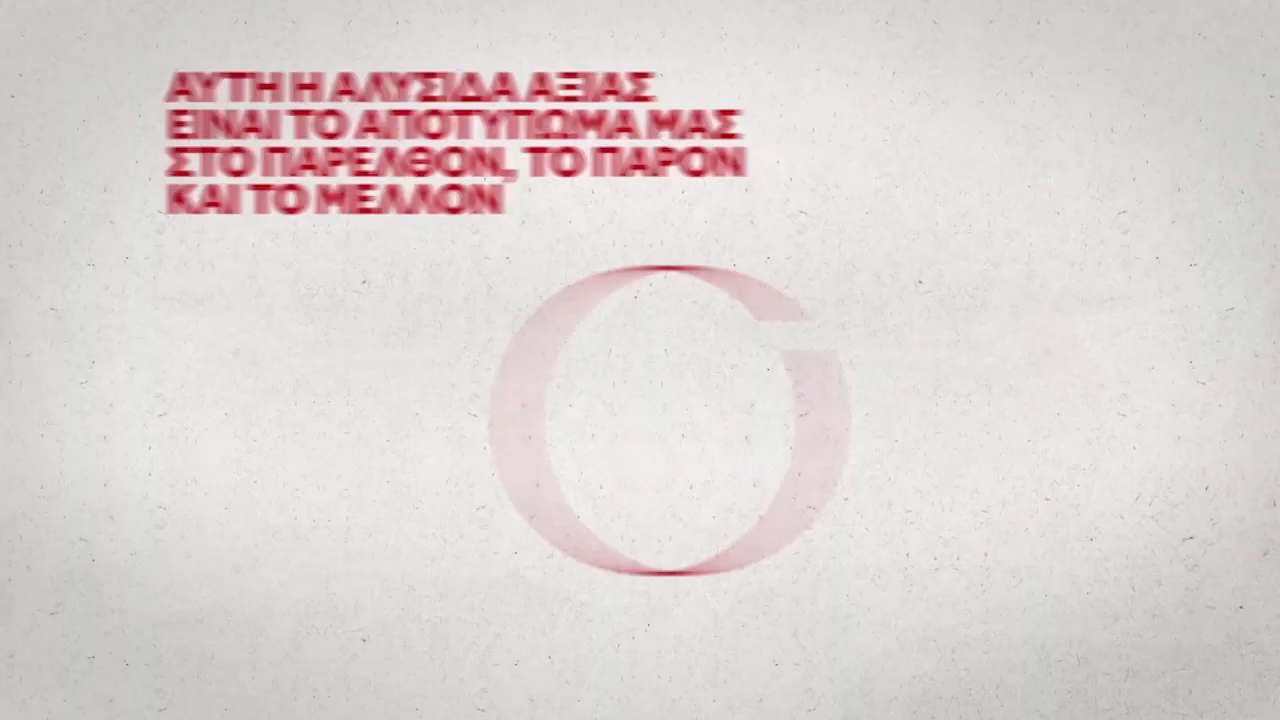 ΑΥΤΗ Η ΑΛΥΣΙΔΑ ΑΞΙΑΣ
ΕΙΝΑΙ ΤΟ ΑΠΟΤΥΠΩΜΑ ΜΑΣ
ΣΤΟ ΠΑΡΕΛΘΟΝ, ΤΟ ΠΑΡΟΝ
ΚΑΙ ΤΟ ΜΕΛΛΟΝ